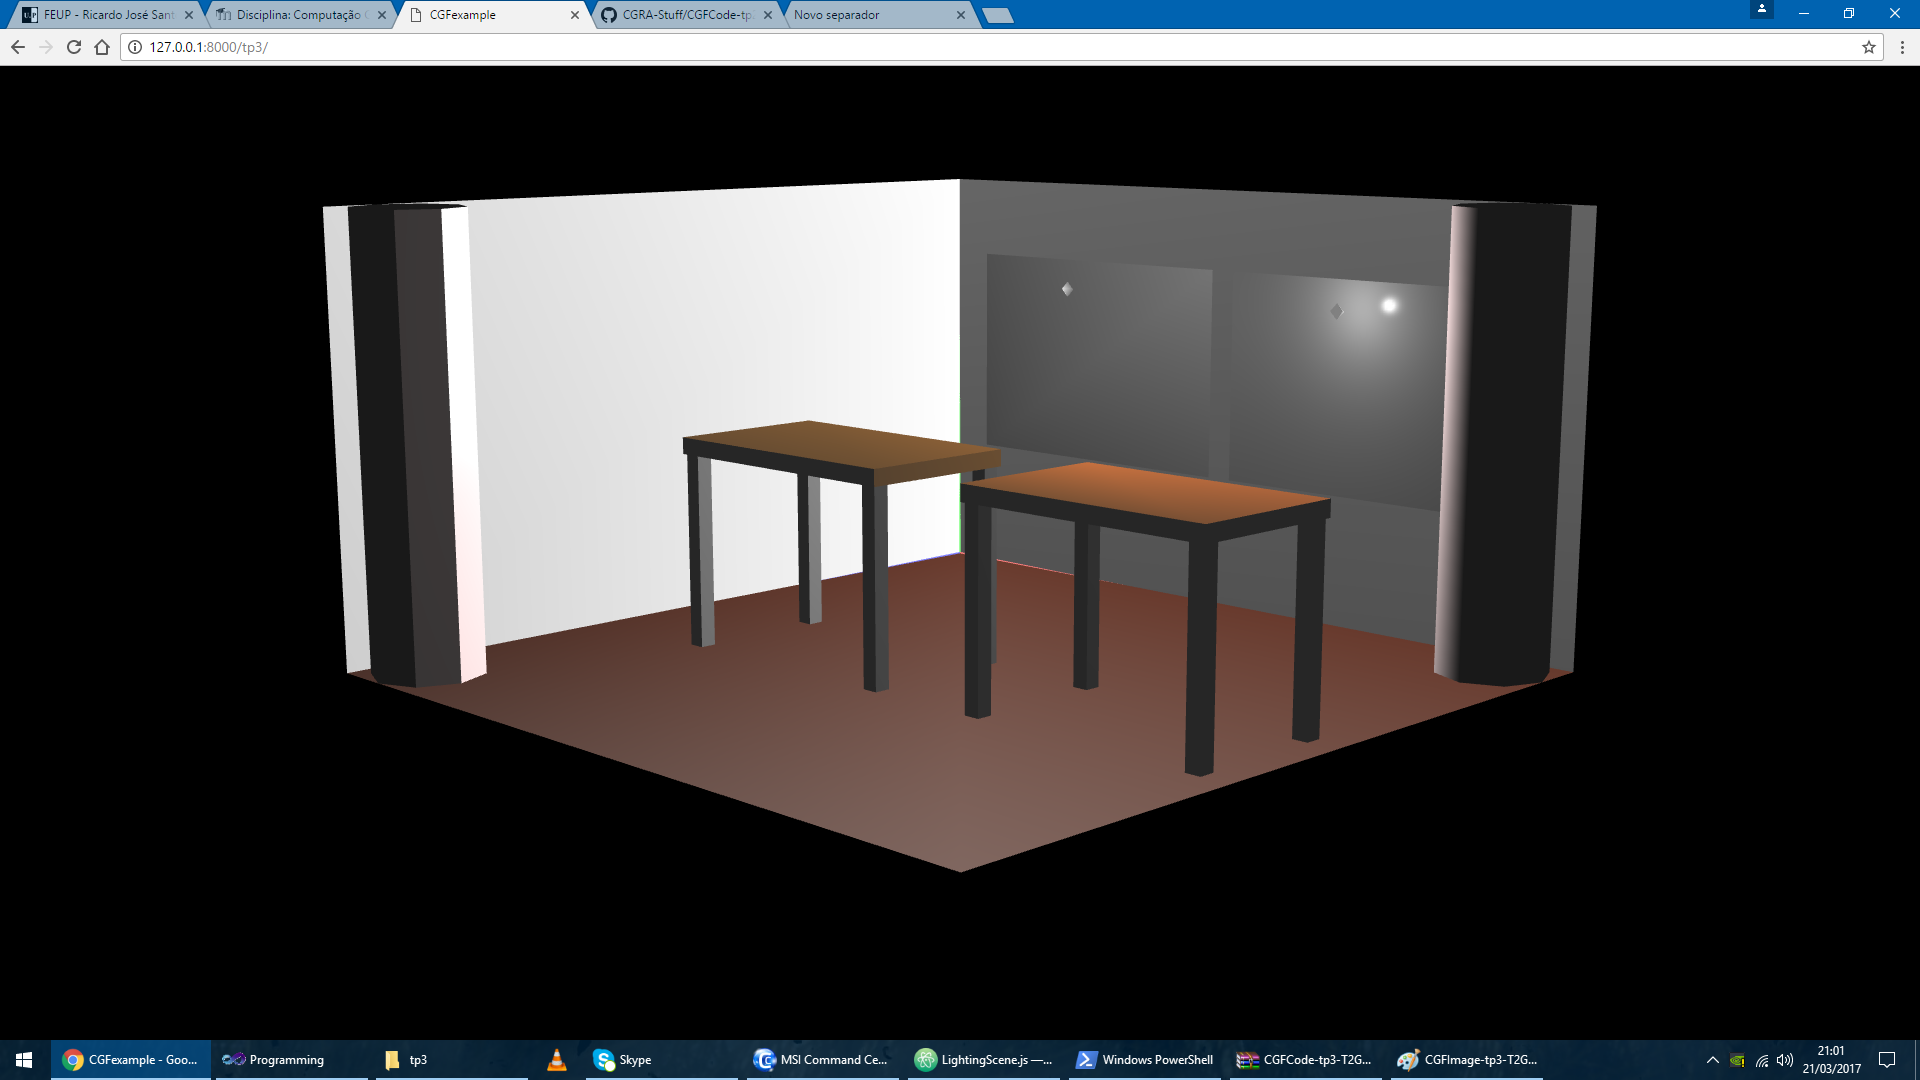 FEUP - Ricardo José Sant
Disciplina: Computação G
CGFexample
CGRA-Stuff/CGFCode-tp
Novo separador
127.0.0.1:8000/tp3/
CGFexample - Goo...
Programming
tp3
Skype
MSI Command Ce...
LightingScene.js —...
Windows PowerShell
CGFCode-tp3-T2G...
CGFImage-tp3-T2G...
21:01
21/03/2017